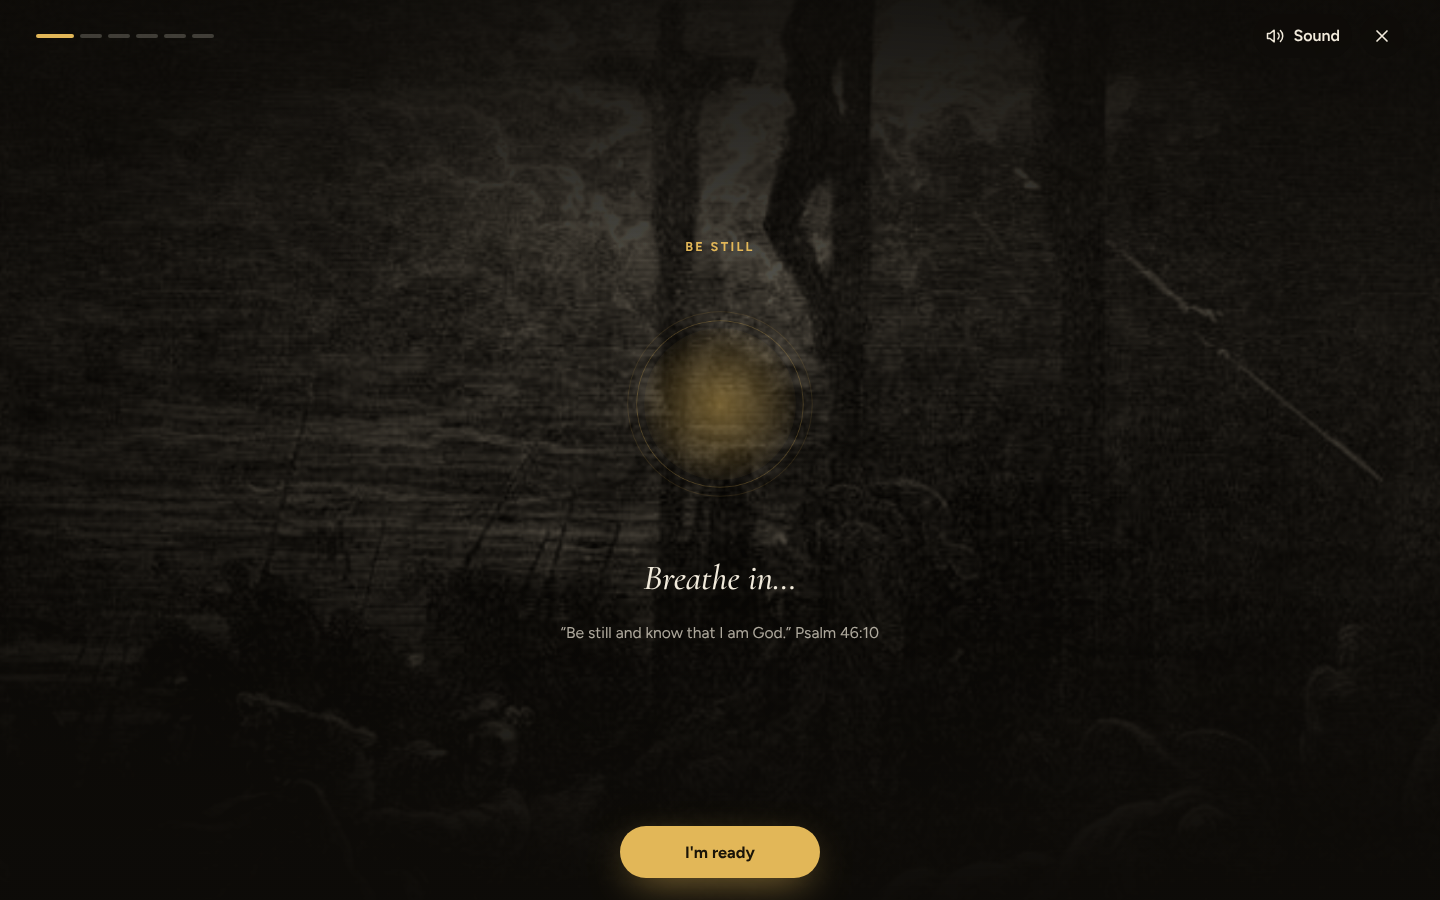 Sound
BE STILL
Breathe in...
“Be still and know that I am God.” Psalm 46:10
I'm ready